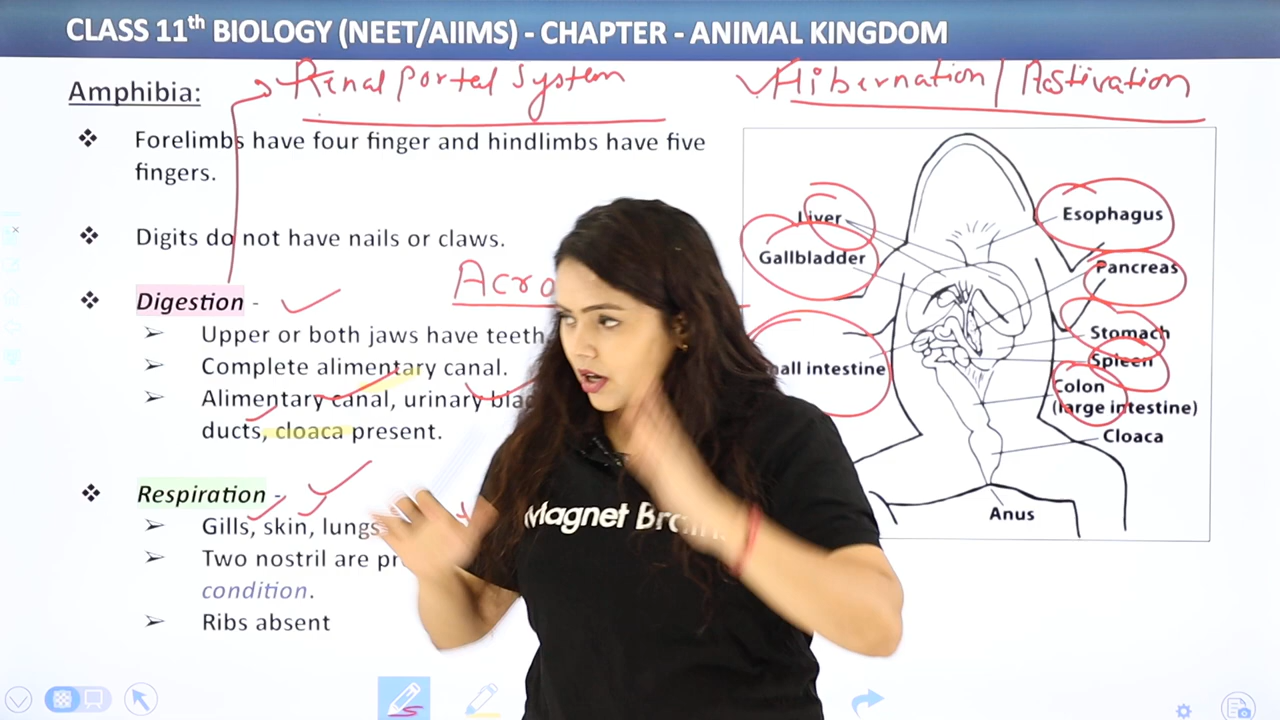 CLASS 11th BIOLOGY (NEET/AIIMS) - CHAPTER - ANIMAL KINGDOM
Amphibia:
Renal Portal System
Hibernation / Aestivation
❖ Forelimbs have four finger and hindlimbs have five
fingers.
❖ Digits do not have nails or claws.
❖ Digestion -
Acro
➢ Upper or both jaws have teeth
➢ Complete alimentary canal.
➢ Alimentary canal, urinary
ducts, cloaca present.
❖ Respiration -
➢ Gills, skin, lungs
➢ Two nostril are
condition.
➢ Ribs absent
Liver
Gallbladder
intestine
Esophagus
Pancreas
Stomach
Spleen
Colon
(large intestine)
Cloaca
Anus
Magnet